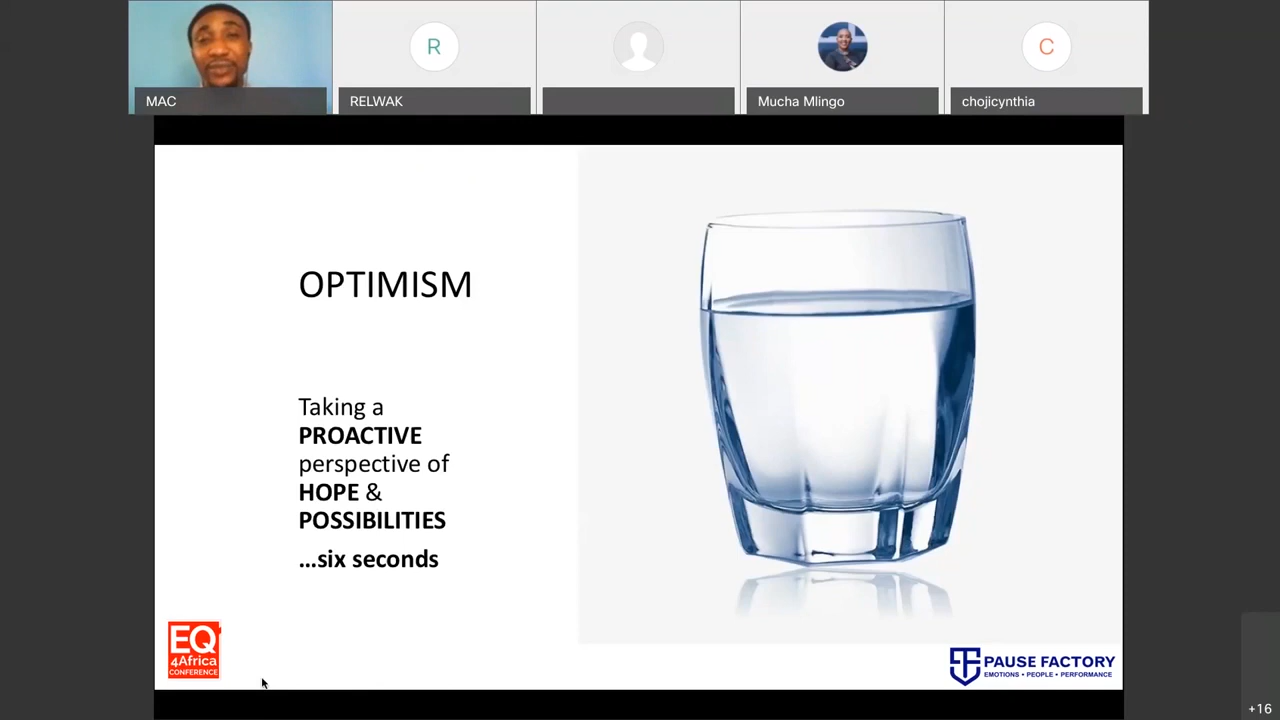 MAC
R
RELWAK
Mucha Mlingo
C
chojicynthia
OPTIMISM
Taking a
PROACTIVE
perspective of
HOPE &
POSSIBILITIES
...six seconds
EQ
4Africa
CONFERENCE
PAUSE FACTORY
EMOTIONS • PEOPLE • PERFORMANCE
+16